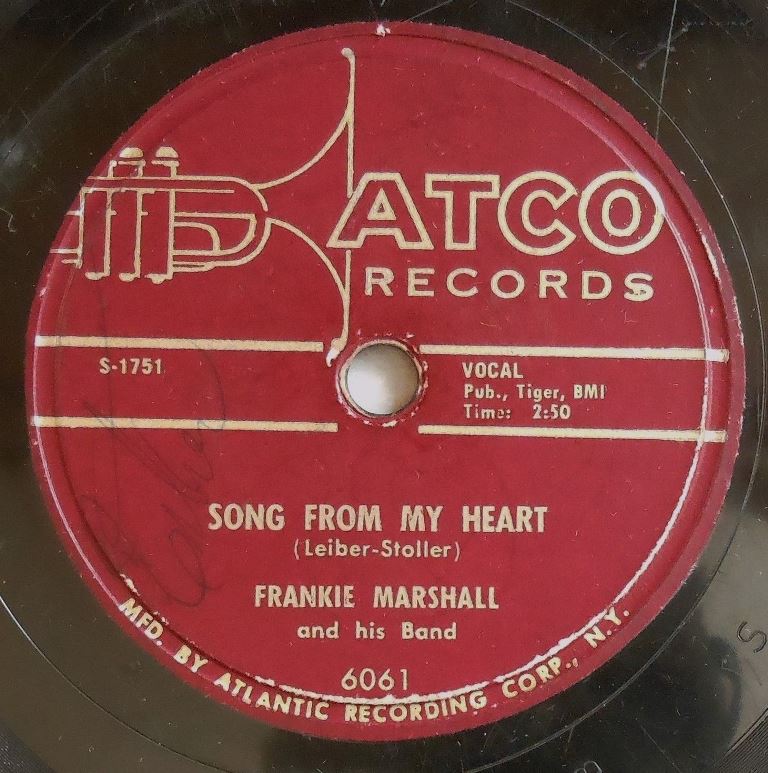 ATCO
RECORDS
S-1751
VOCAL
Pub., Tiger, BMI
Time: 2:50
SONG FROM MY HEART
(Leiber-Stoller)
FRANKIE MARSHALL
and his Band
6061
MFD. BY ATLANTIC RECORDING CORP., N.Y.
S